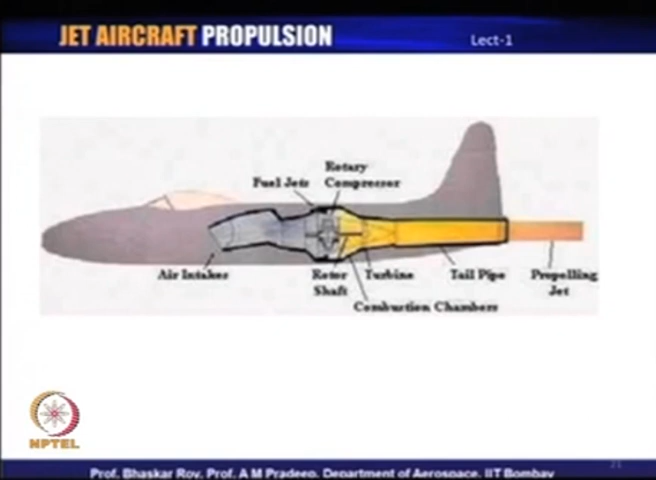 JET AIRCRAFT PROPULSION
Lect-1
Rotary
Fuel Jets Compressor
Air Intakes
Rotor
Shaft
Turbine
Tail Pipe
Propelling
Jet
Combustion Chambers
NPTEL
Prof. Bhaskar Roy, Prof. A M Pradeep, Department of Aerospace, IIT Bombay